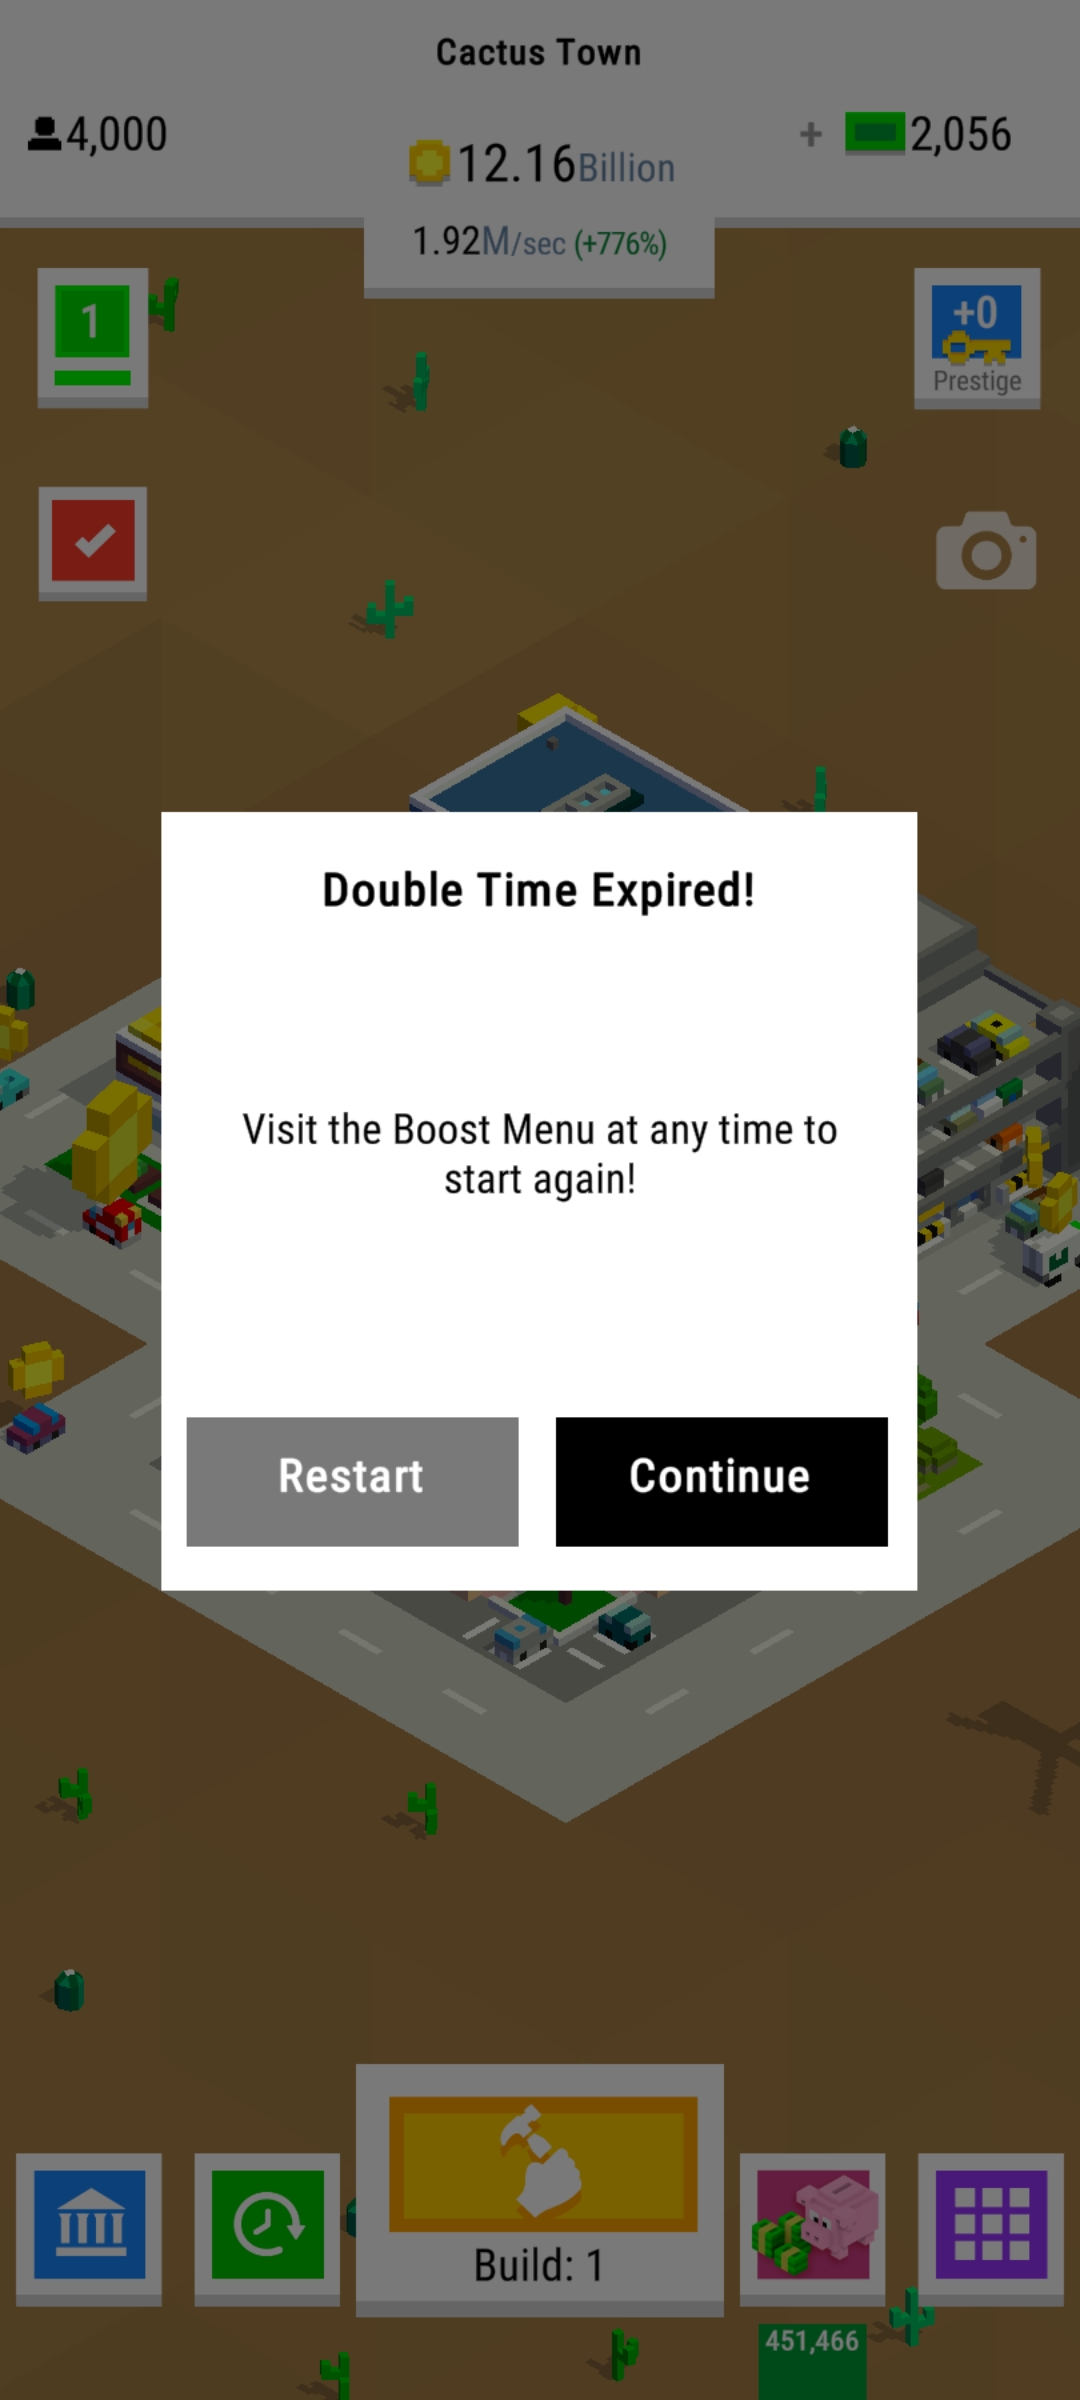 Cactus Town
4,000
12.16Billion
+ 2,056
1.92M/sec (+776%)
1
+0
Prestige
Double Time Expired!
Visit the Boost Menu at any time to
start again!
Restart
Continue
Build: 1
451,466